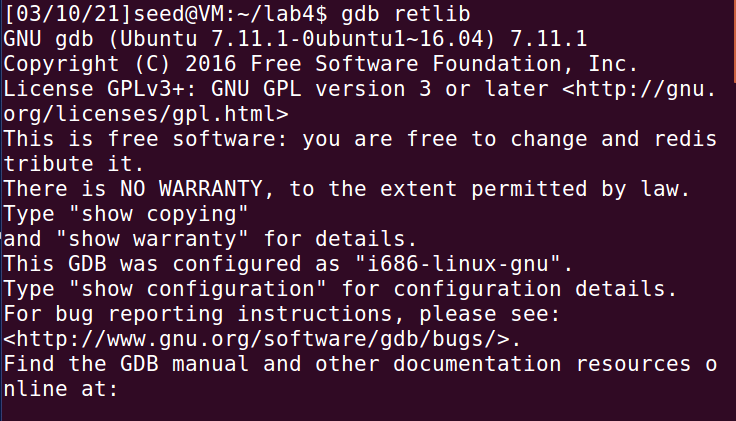 [03/10/21]seed@VM:~/lab4$ gdb retlib
GNU gdb (Ubuntu 7.11.1-0ubuntu1~16.04) 7.11.1
Copyright (C) 2016 Free Software Foundation, Inc.
License GPLv3+: GNU GPL version 3 or later <http://gnu.
org/licenses/gpl.html>
This is free software: you are free to change and redis
tribute it.
There is NO WARRANTY, to the extent permitted by law.
Type "show copying"
and "show warranty" for details.
This GDB was configured as "i686-linux-gnu".
Type "show configuration" for configuration details.
For bug reporting instructions, please see:
<http://www.gnu.org/software/gdb/bugs/>.
Find the GDB manual and other documentation resources o
nline at: